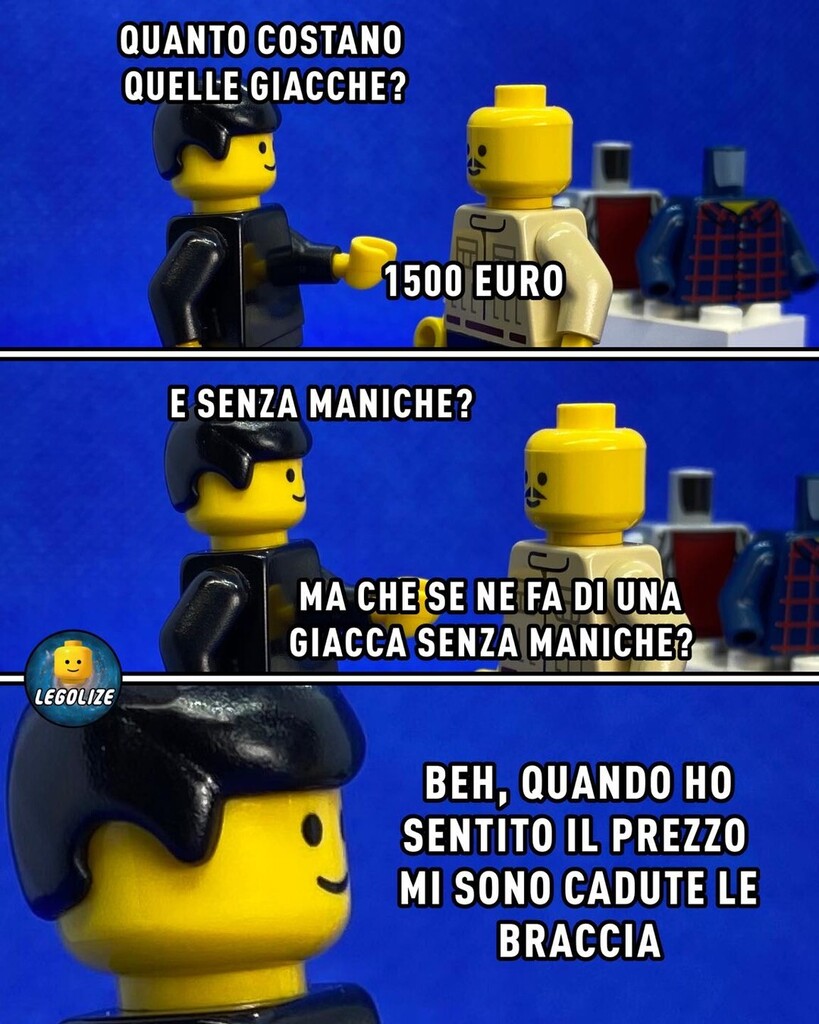 QUANTO COSTANO
QUELLE GIACCHE?
1500 EURO
E SENZA MANICHE?
MA CHE SE NE FA DI UNA
GIACCA SENZA MANICHE?
LEGOLIZE
BEH, QUANDO HO
SENTITO IL PREZZO
MI SONO CADUTE LE
BRACCIA